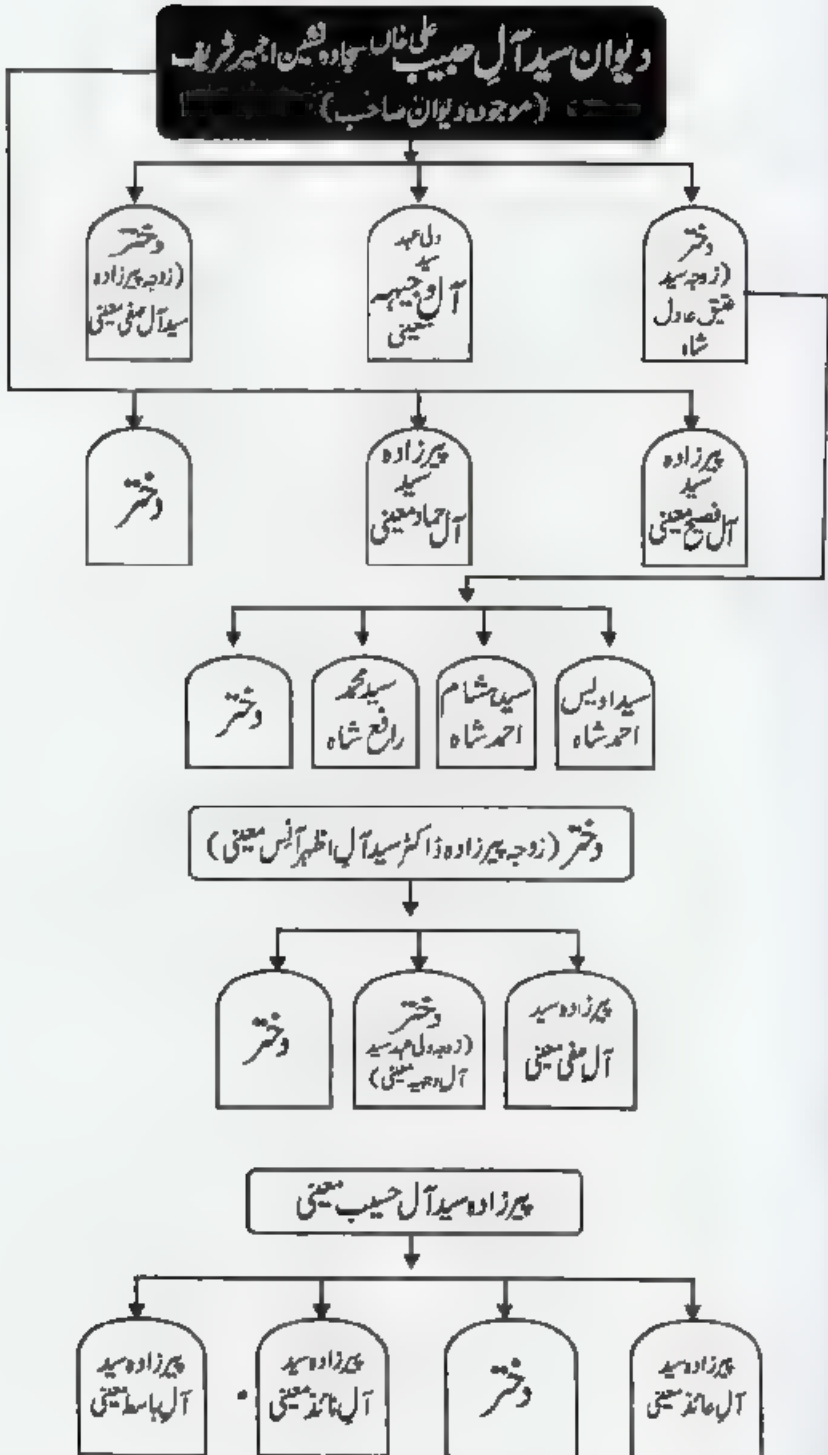 دیوان سید آلِ حبیب علی خاں سجادہ نشین اجمیر شریف
(موجودہ دیوان صاحب)
دختر
(زوجہ سید
عتیق عادل
شاہ
ولی عہد
سید
آل وجیہہ
معینی
دختر
(زوجہ پیرزادہ
سید آل صفی معینی
پیرزادہ
سید
آل فصیح معینی
پیرزادہ
سید
آل حماد معینی
دختر
سید اویس
احمد شاہ
سید حشام
احمد شاہ
سید محمد
رافع شاہ
دختر
دختر (زوجہ پیرزادہ ڈاکٹر سید آلِ اظہر آنِس معینی)
پیرزادہ سید
آل صفی معینی
دختر
(زوجہ ولی عہد سید
آل وجیہہ معینی)
دختر
پیرزادہ سید آل حسیب معینی
پیرزادہ سید
آل عائذ معینی
دختر
پیرزادہ سید
آل معینی
پیرزادہ سید
آل باسط معینی